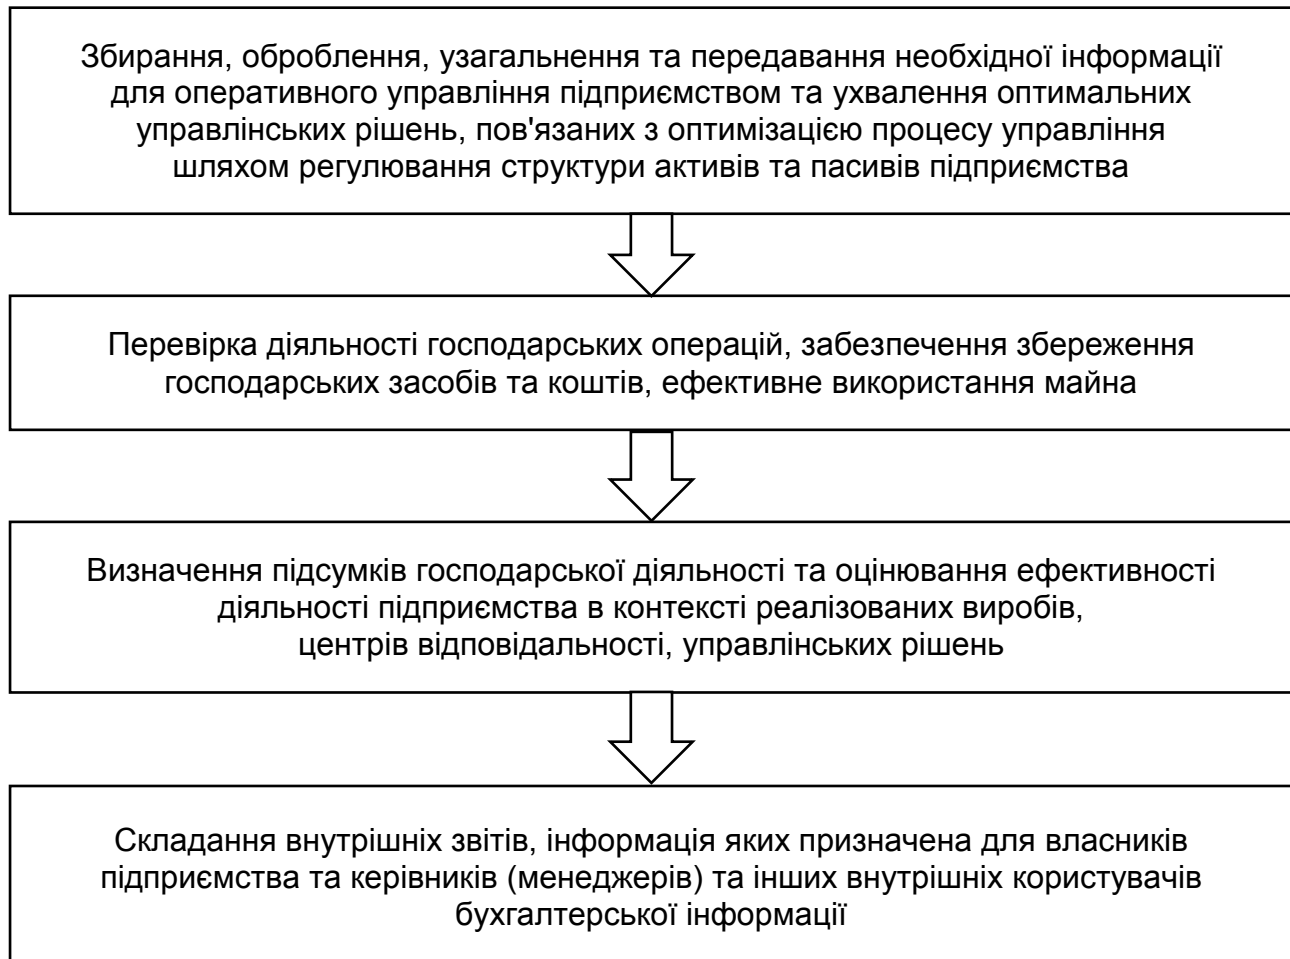 Збирання, оброблення, узагальнення та передавання необхідної інформації
для оперативного управління підприємством та ухвалення оптимальних
управлінських рішень, пов'язаних з оптимізацією процесу управління
шляхом регулювання структури активів та пасивів підприємства
Перевірка діяльності господарських операцій, забезпечення збереження
господарських засобів та коштів, ефективне використання майна
Визначення підсумків господарської діяльності та оцінювання ефективності
діяльності підприємства в контексті реалізованих виробів,
центрів відповідальності, управлінських рішень
Складання внутрішніх звітів, інформація яких призначена для власників
підприємства та керівників (менеджерів) та інших внутрішніх користувачів
бухгалтерської інформації